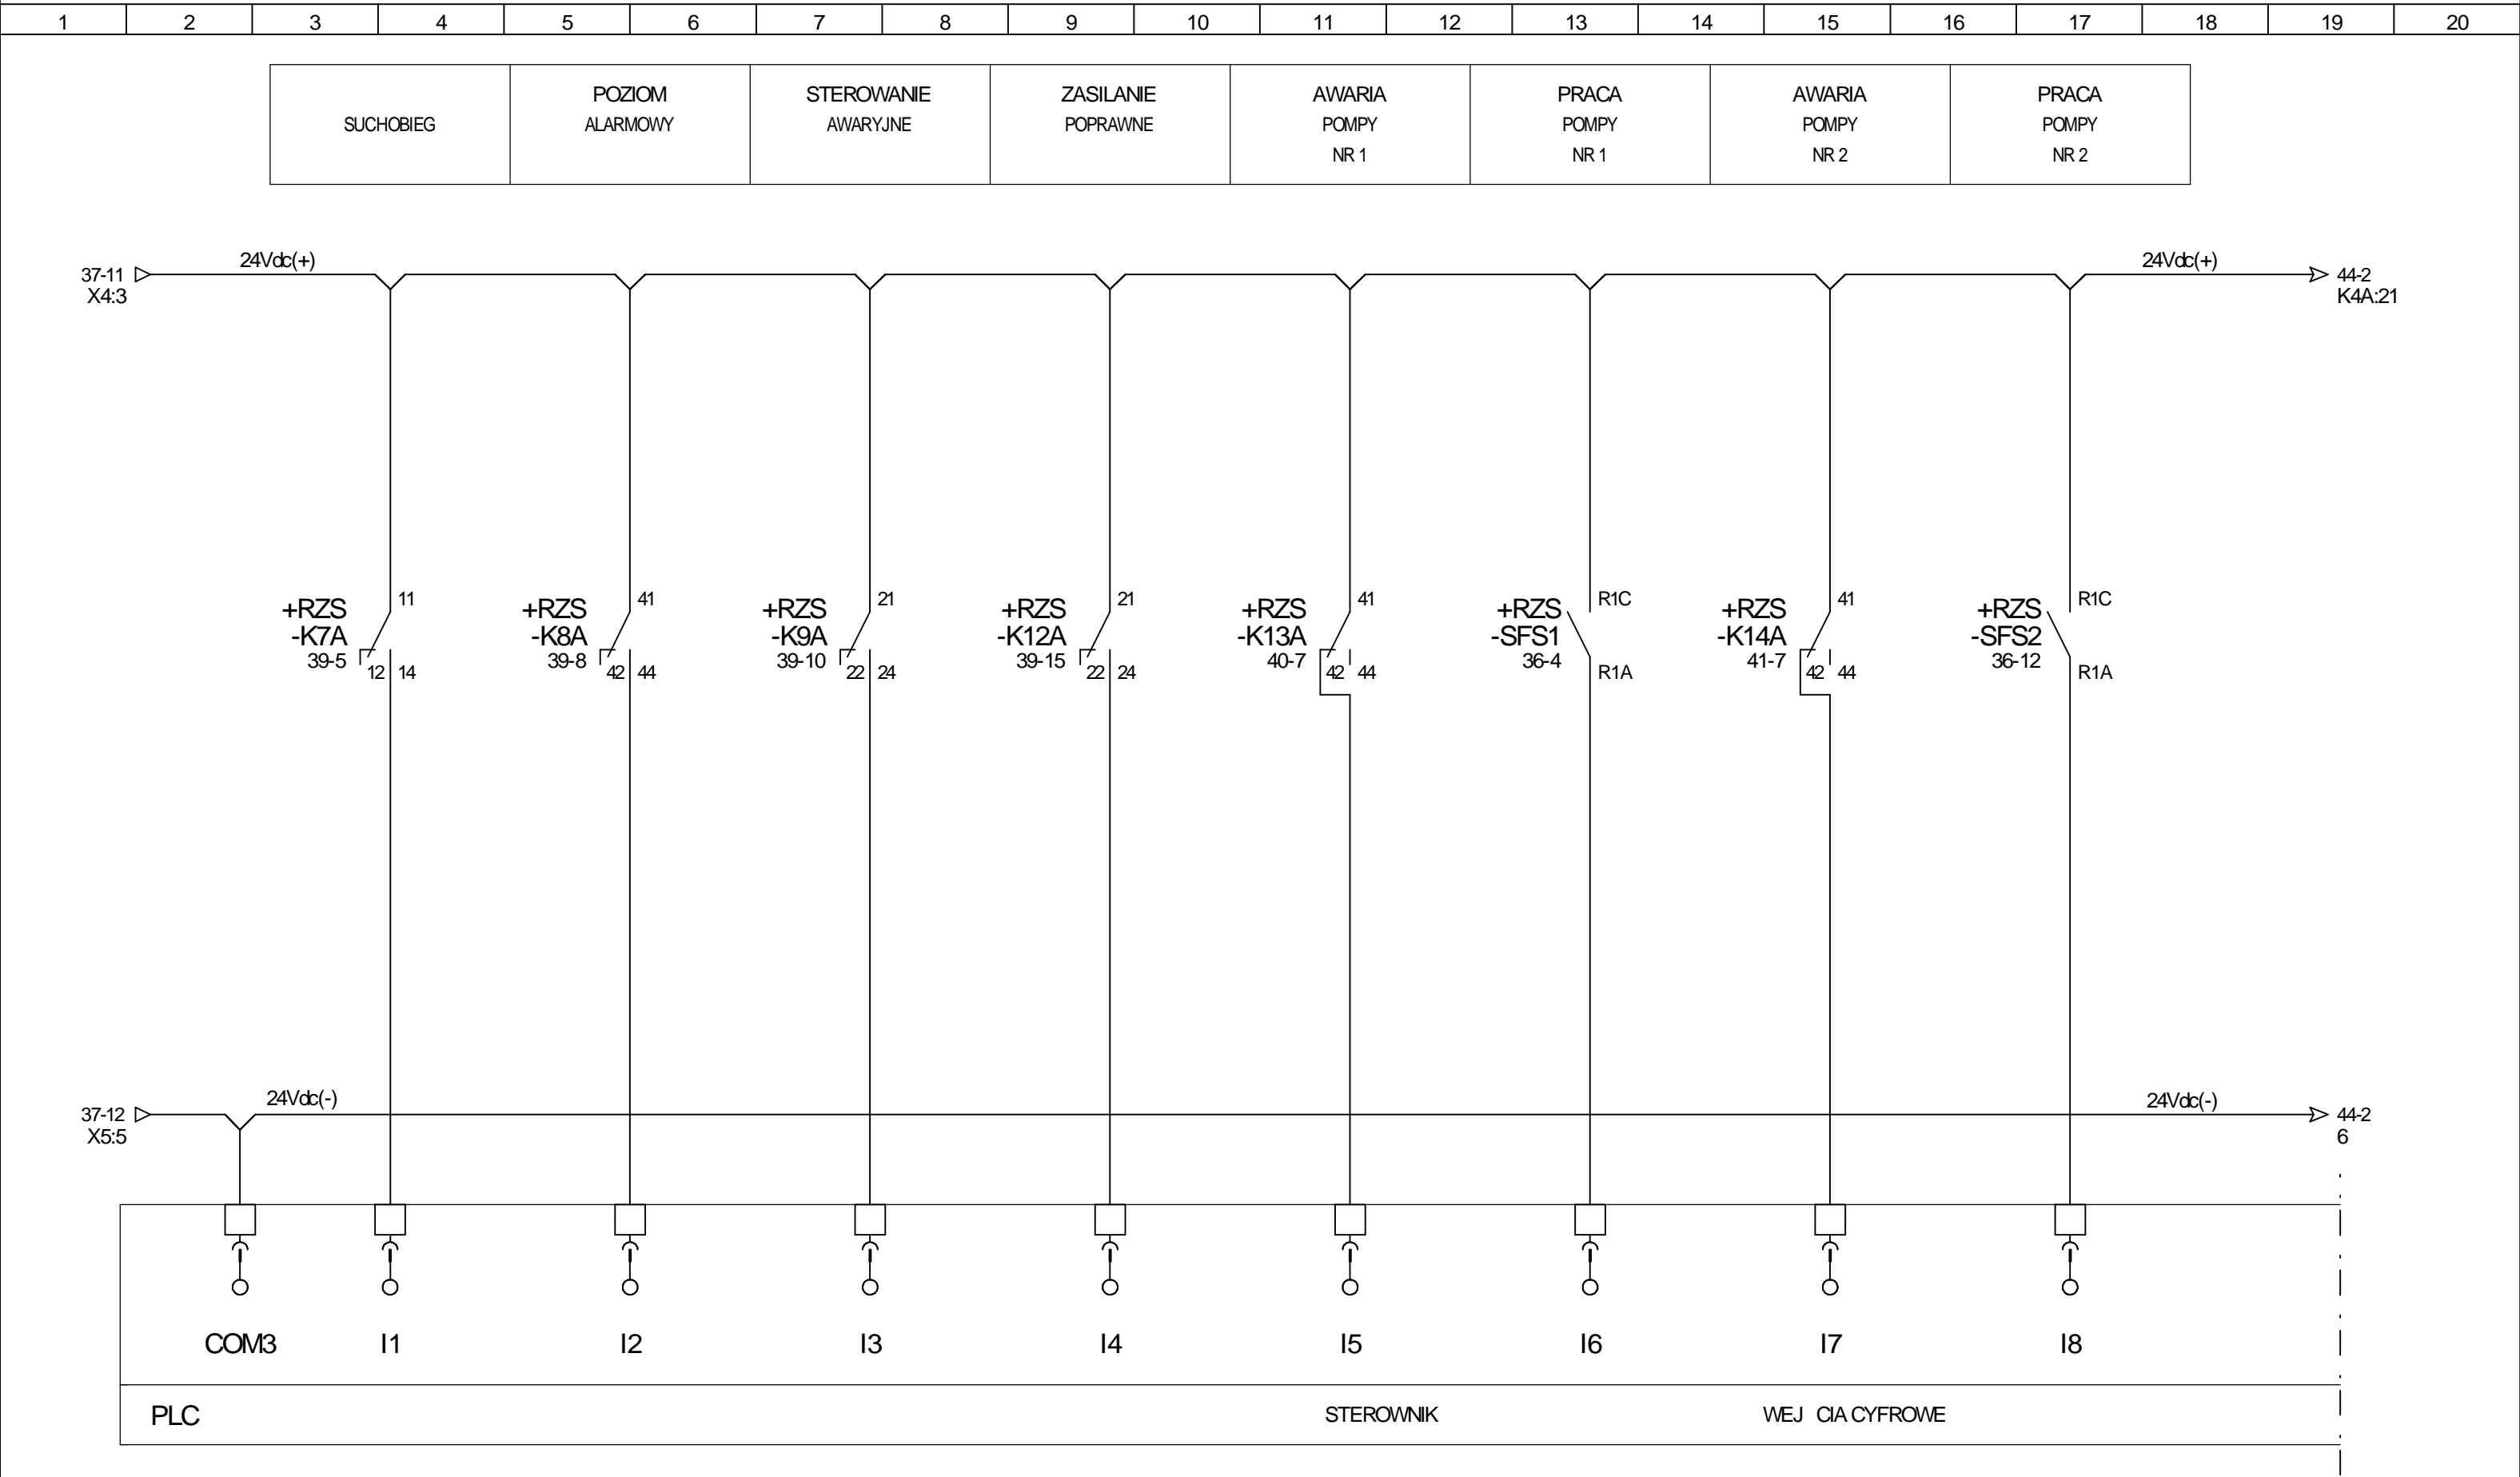 1 2 3 4 5 6 7 8 9 10 11 12 13 14 15 16 17 18 19 20
SUCHOBIEG
POZIOM
ALARMOWY
STEROWANIE
AWARYJNE
ZASILANIE
POPRAWNE
AWARIA
POMPY
NR 1
PRACA
POMPY
NR 1
AWARIA
POMPY
NR 2
PRACA
POMPY
NR 2
37-11
X4:3
24Vdc(+)
24Vdc(+)
44-2
K4A:21
+RZS
-K7A
39-5
11
12 14
+RZS
-K8A
39-8
41
42 44
+RZS
-K9A
39-10
21
22 24
+RZS
-K12A
39-15
21
22 24
+RZS
-K13A
40-7
41
42 44
+RZS
-SFS1
36-4
R1C
R1A
+RZS
-K14A
41-7
41
42 44
+RZS
-SFS2
36-12
R1C
R1A
37-12
X5:5
24Vdc(-)
24Vdc(-)
44-2
6
COM3 I1 I2 I3 I4 I5 I6 I7 I8
PLC STEROWNIK WEJ CIA CYFROWE